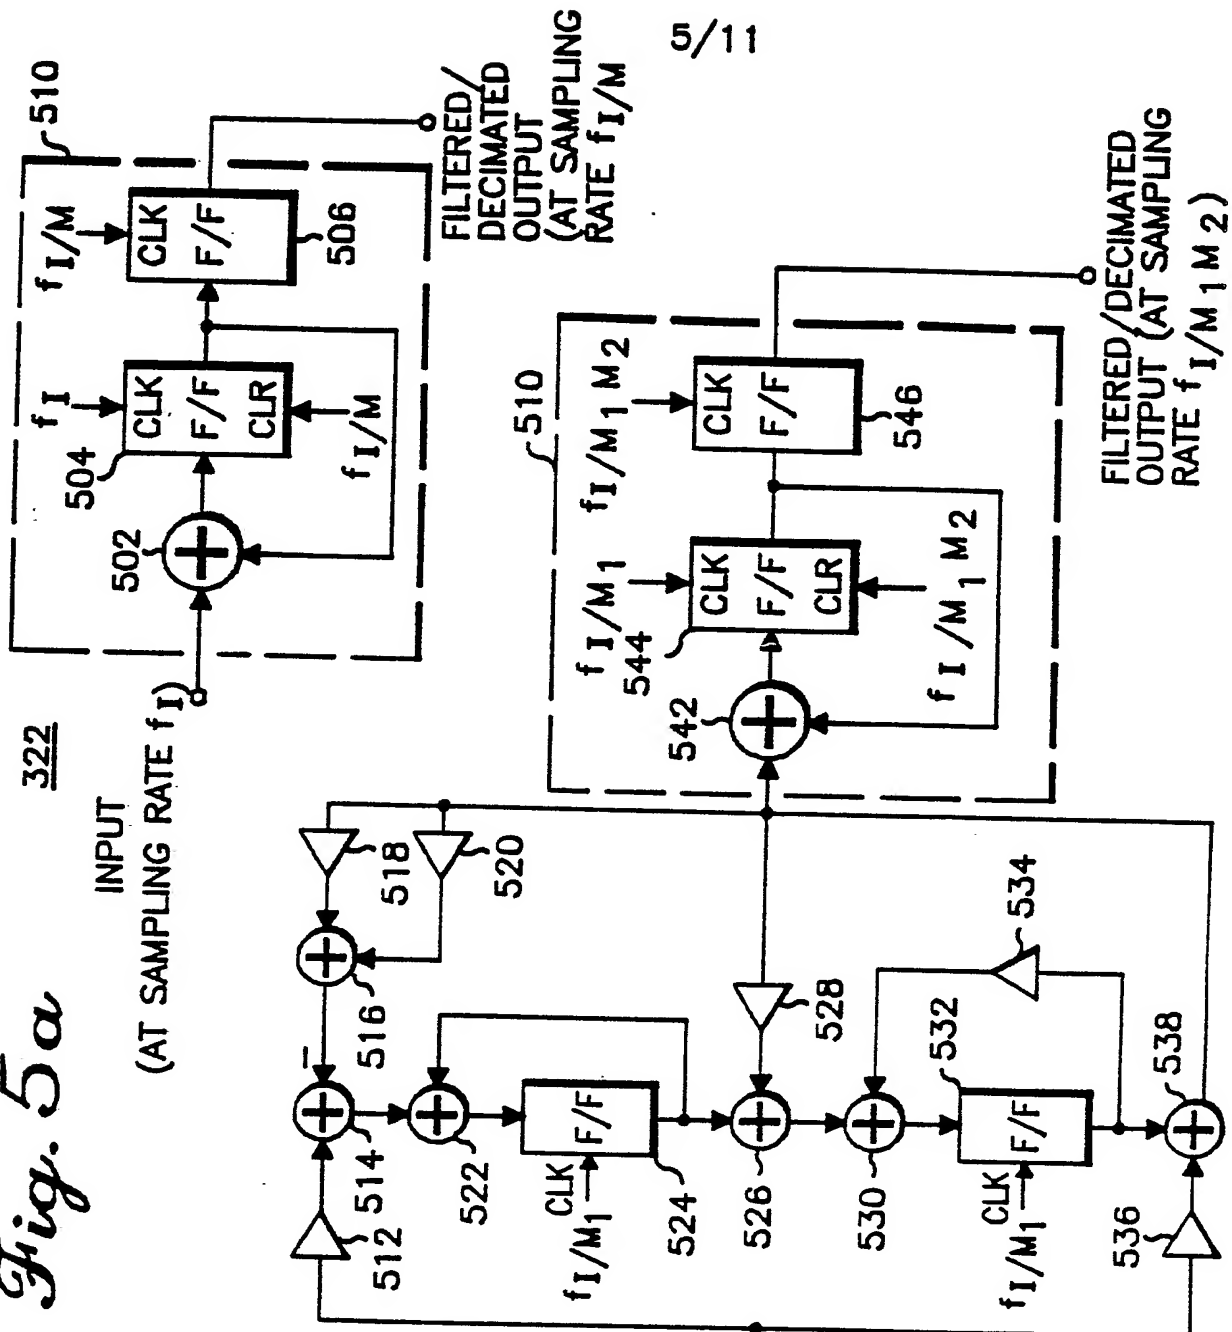 5/11
Fig. 5a
322
510
INPUT
(AT SAMPLING RATE fI)
502
504
fI
CLK
F/F
CLR
fI/M
fI/M
CLK
F/F
506
FILTERED/
DECIMATED
OUTPUT
(AT SAMPLING
RATE fI/M
518
520
516
−
514
512
522
CLK
fI/M1
F/F
524
528
526
530
534
532
CLK
fI/M1
F/F
536
538
510
542
544
fI/M1
CLK
F/F
CLR
fI/M1 M2
fI/M1 M2
CLK
F/F
546
FILTERED/DECIMATED
OUTPUT (AT SAMPLING
RATE fI/M1 M2)